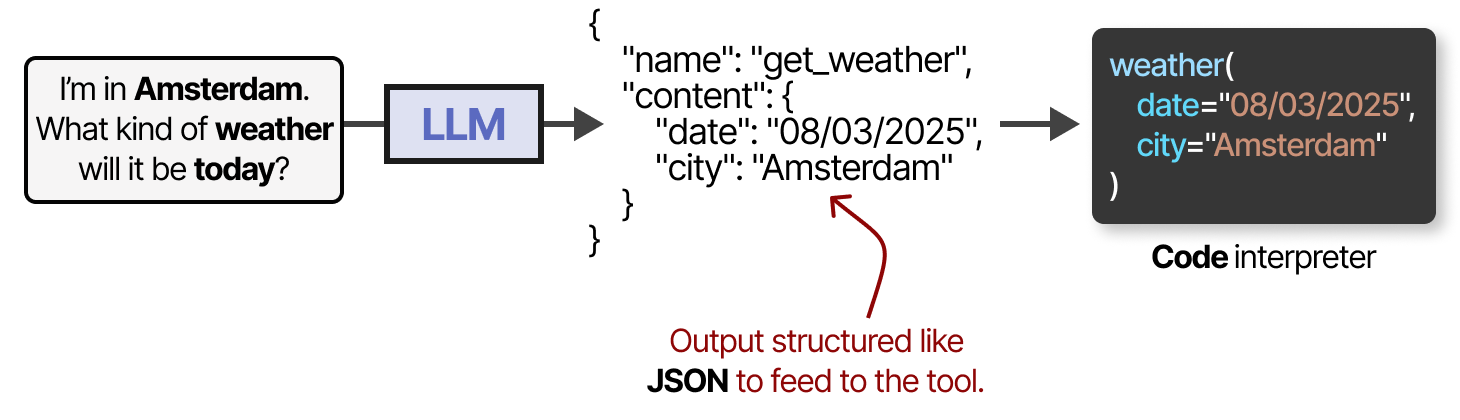 I'm in Amsterdam.
What kind of weather
will it be today?
LLM
{
"name": "get_weather",
"content": {
"date": "08/03/2025",
"city": "Amsterdam"
}
}
Output structured like
JSON to feed to the tool.
weather(
date="08/03/2025",
city="Amsterdam"
)
Code interpreter